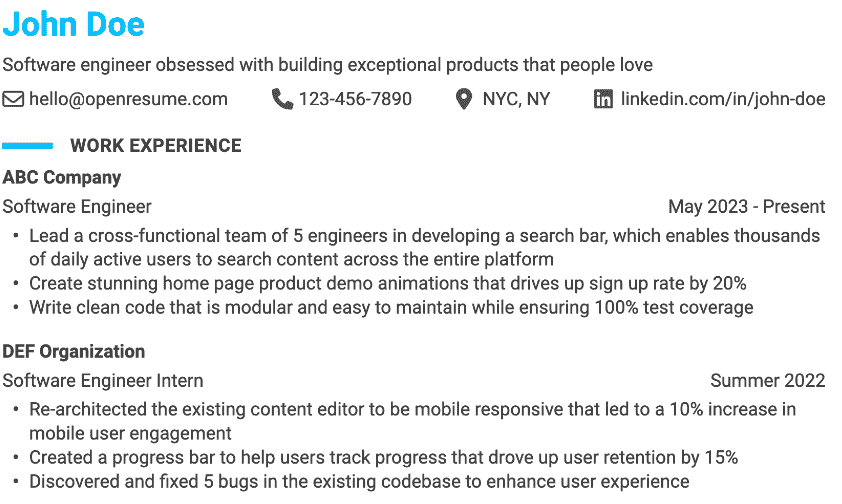 John Doe
Software engineer obsessed with building exceptional products that people love
hello@openresume.com 123-456-7890 NYC, NY linkedin.com/in/john-doe
WORK EXPERIENCE
ABC Company
Software Engineer May 2023 - Present
• Lead a cross-functional team of 5 engineers in developing a search bar, which enables thousands
of daily active users to search content across the entire platform
• Create stunning home page product demo animations that drives up sign up rate by 20%
• Write clean code that is modular and easy to maintain while ensuring 100% test coverage
DEF Organization
Software Engineer Intern Summer 2022
• Re-architected the existing content editor to be mobile responsive that led to a 10% increase in
mobile user engagement
• Created a progress bar to help users track progress that drove up user retention by 15%
• Discovered and fixed 5 bugs in the existing codebase to enhance user experience